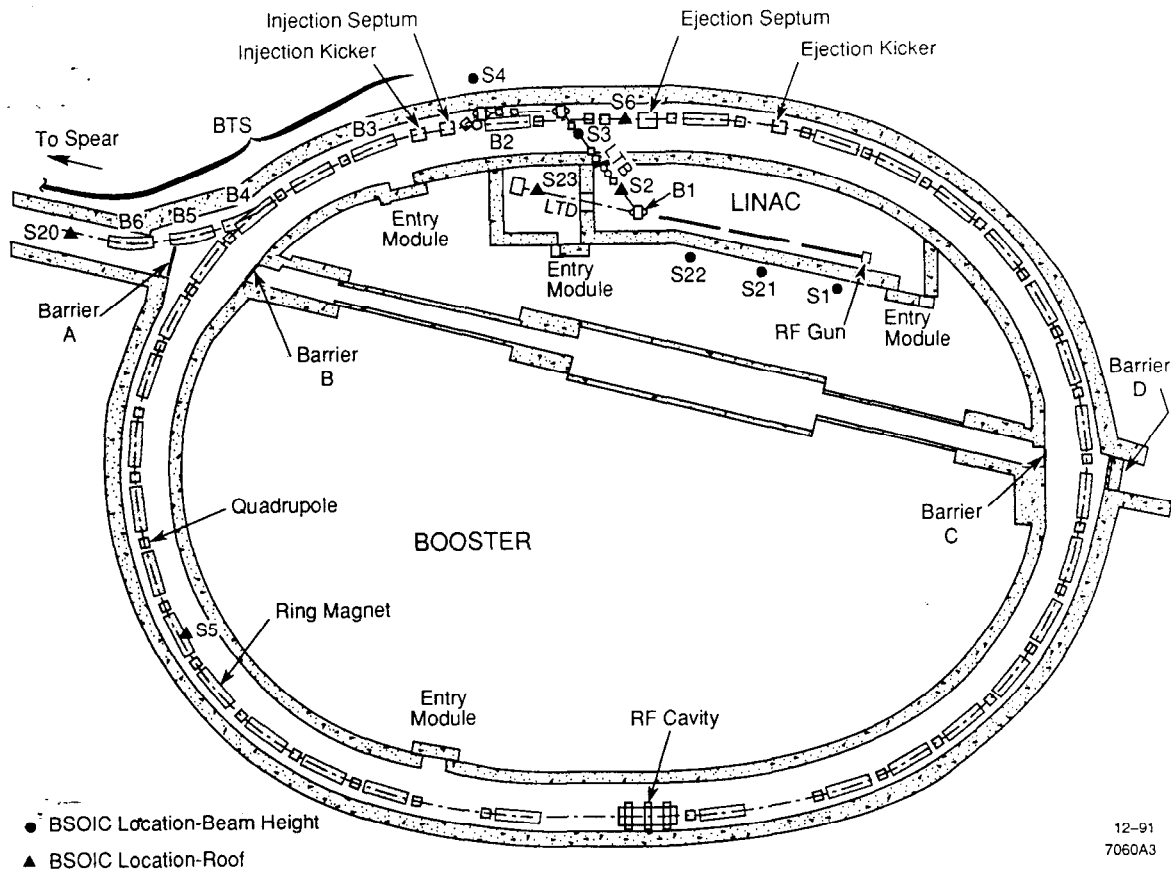 Injection Septum
Injection Kicker
Ejection Septum
Ejection Kicker
S4
BTS
To Spear
B3
B2
S6
S3
LTB
B4
B5
B6
S20
S23
S2
B1
LTD
LINAC
Entry
Module
Entry
Module
S22
S21
S1
RF Gun
Entry
Module
Barrier
A
Barrier
B
Barrier
D
Quadrupole
BOOSTER
Barrier
C
Ring Magnet
S5
Entry
Module
RF Cavity
● BSOIC Location-Beam Height
▲ BSOIC Location-Roof
12–91
7060A3